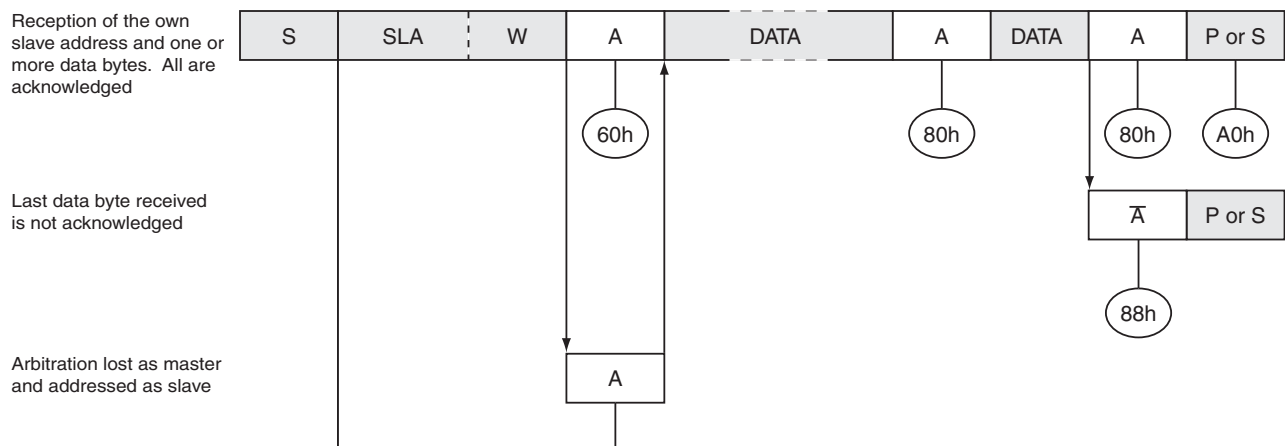 Reception of the own
slave address and one or
more data bytes. All are
acknowledged
S SLA W A DATA A DATA A P or S
60h 80h 80h A0h
Last data byte received
is not acknowledged
A̅ P or S
88h
Arbitration lost as master
and addressed as slave
A